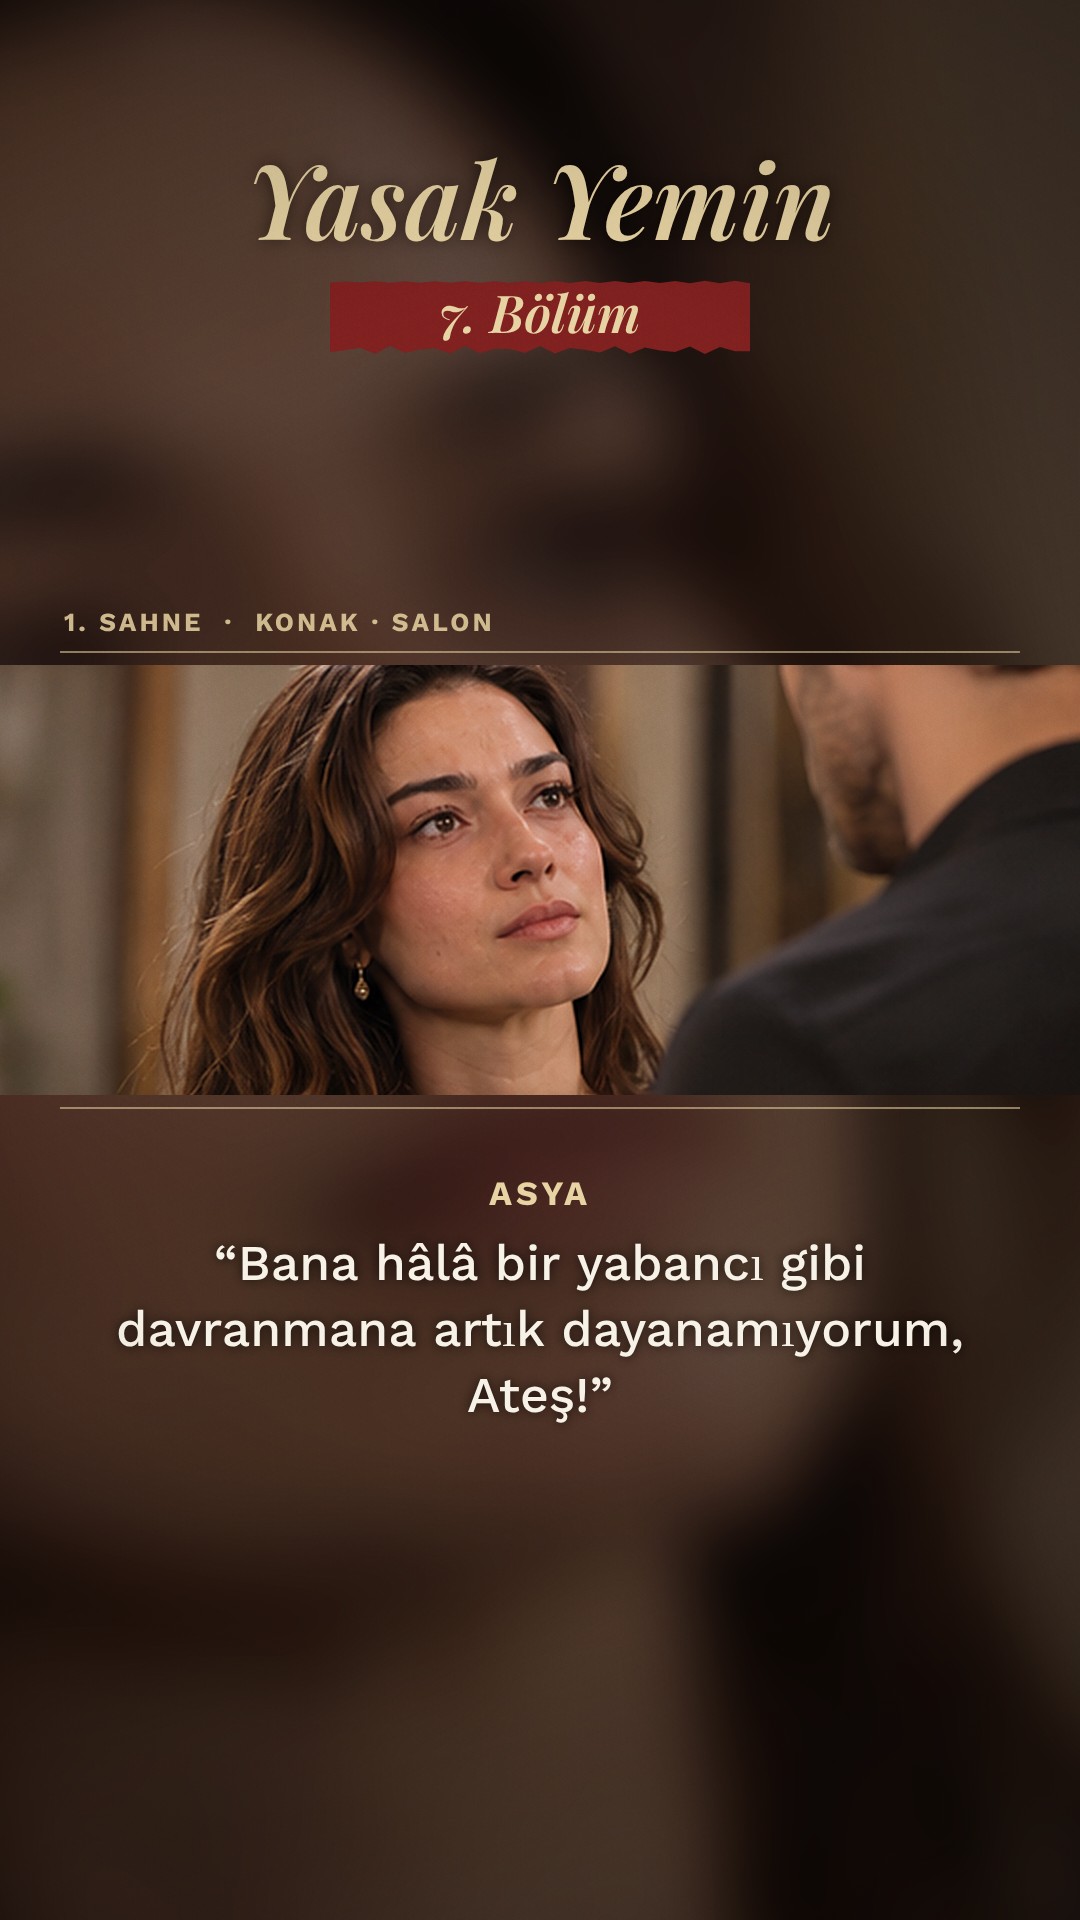 Yasak Yemin
7. Bölüm
1. SAHNE · KONAK · SALON
ASYA
“Bana hâlâ bir yabancı gibi
davranmana artık dayanamıyorum,
Ateş!”